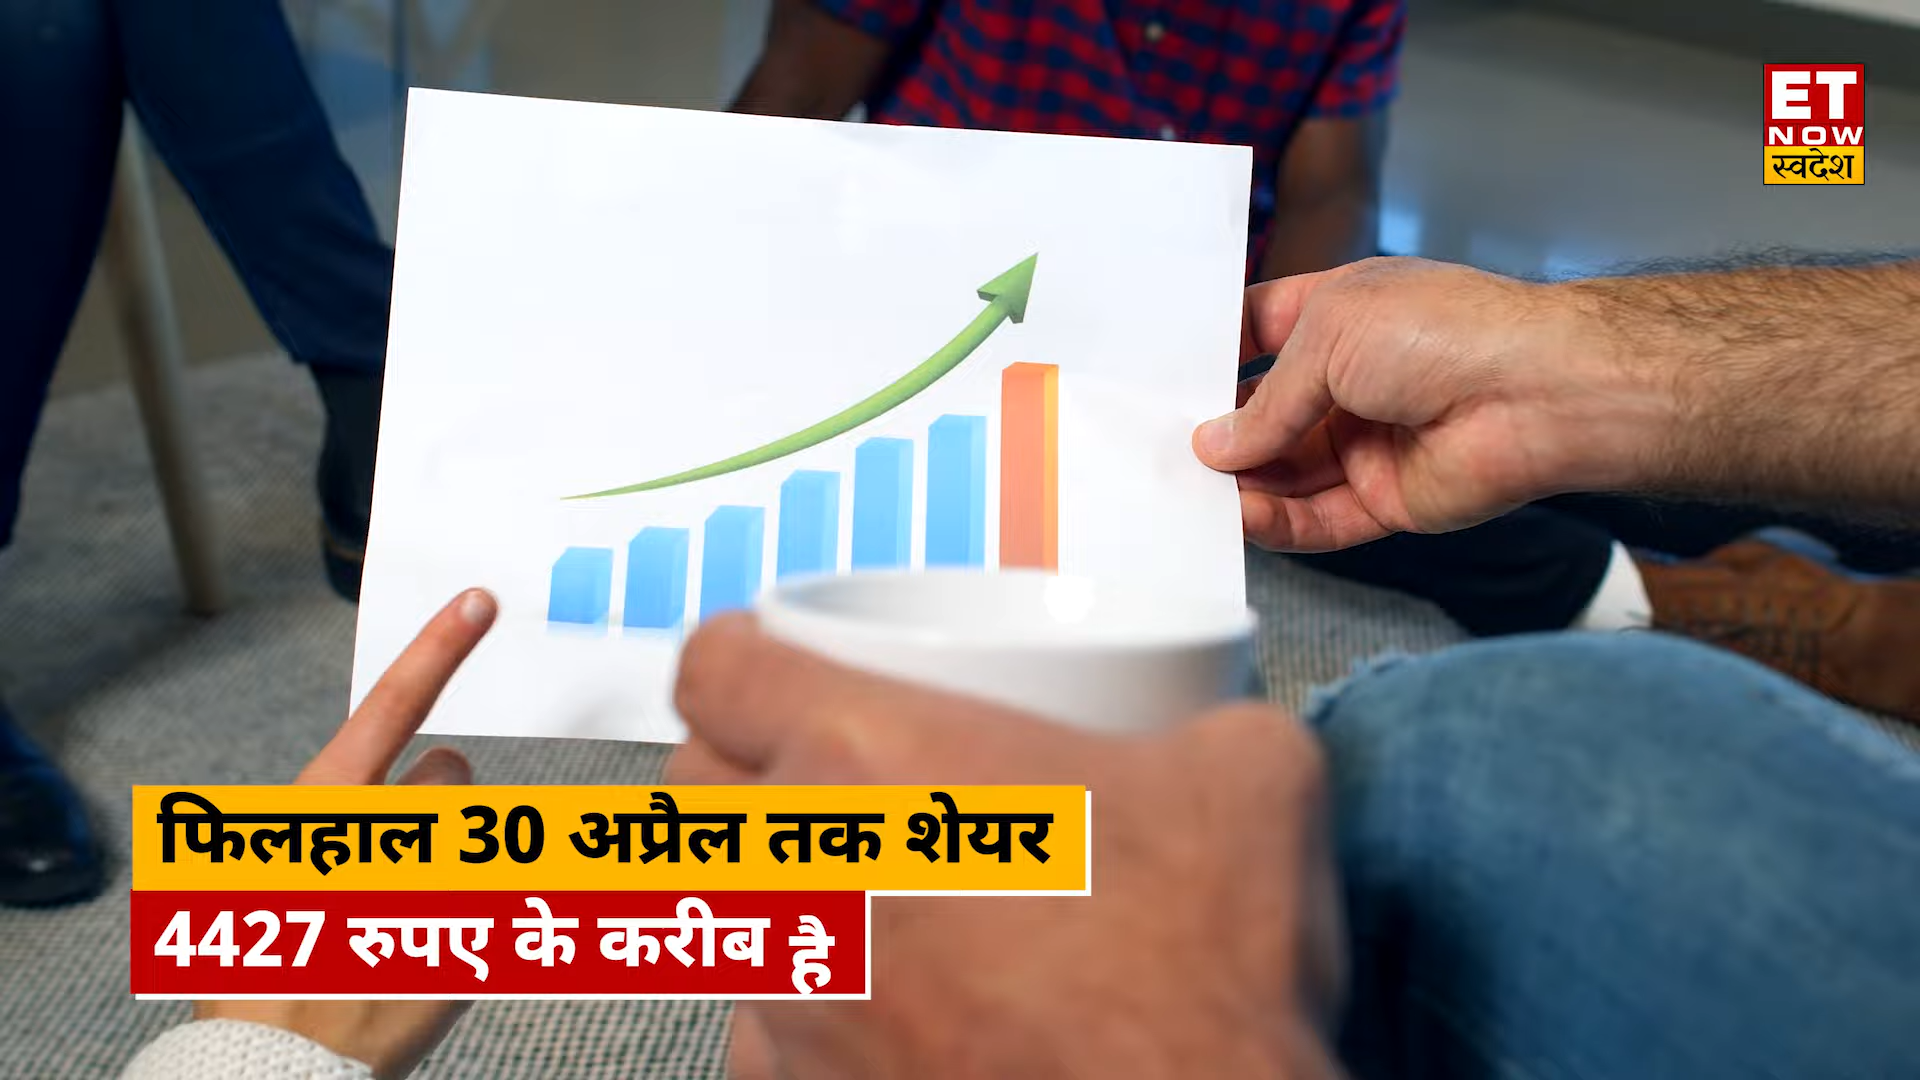 ET
NOW
स्वदेश
फिलहाल 30 अप्रैल तक शेयर
4427 रुपए के करीब है